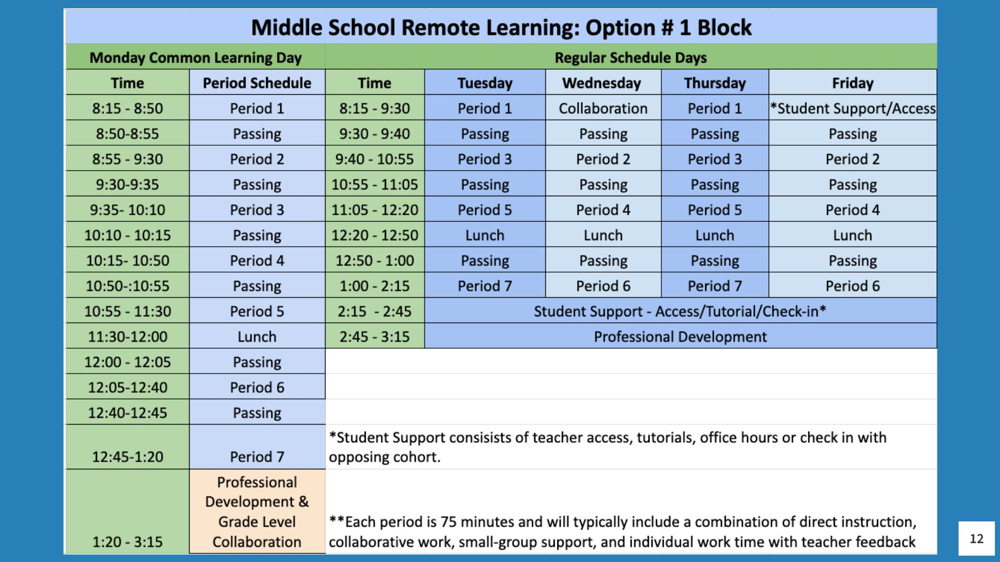 Middle School Remote Learning: Option # 1 Block
Monday Common Learning Day Regular Schedule Days
Time Period Schedule Time Tuesday Wednesday Thursday Friday
8:15 - 8:50 Period 1 8:15 - 9:30 Period 1 Collaboration Period 1 *Student Support/Access
8:50-8:55 Passing 9:30 - 9:40 Passing Passing Passing Passing
8:55 - 9:30 Period 2 9:40 - 10:55 Period 3 Period 2 Period 3 Period 2
9:30-9:35 Passing 10:55 - 11:05 Passing Passing Passing Passing
9:35- 10:10 Period 3 11:05 - 12:20 Period 5 Period 4 Period 5 Period 4
10:10 - 10:15 Passing 12:20 - 12:50 Lunch Lunch Lunch Lunch
10:15- 10:50 Period 4 12:50 - 1:00 Passing Passing Passing Passing
10:50-:10:55 Passing 1:00 - 2:15 Period 7 Period 6 Period 7 Period 6
10:55 - 11:30 Period 5 2:15 - 2:45 Student Support - Access/Tutorial/Check-in*
11:30-12:00 Lunch 2:45 - 3:15 Professional Development
12:00 - 12:05 Passing
12:05-12:40 Period 6
12:40-12:45 Passing
12:45-1:20 Period 7
*Student Support consisists of teacher access, tutorials, office hours or check in with
opposing cohort.
1:20 - 3:15
Professional
Development &
Grade Level
Collaboration
**Each period is 75 minutes and will typically include a combination of direct instruction,
collaborative work, small-group support, and individual work time with teacher feedback
12